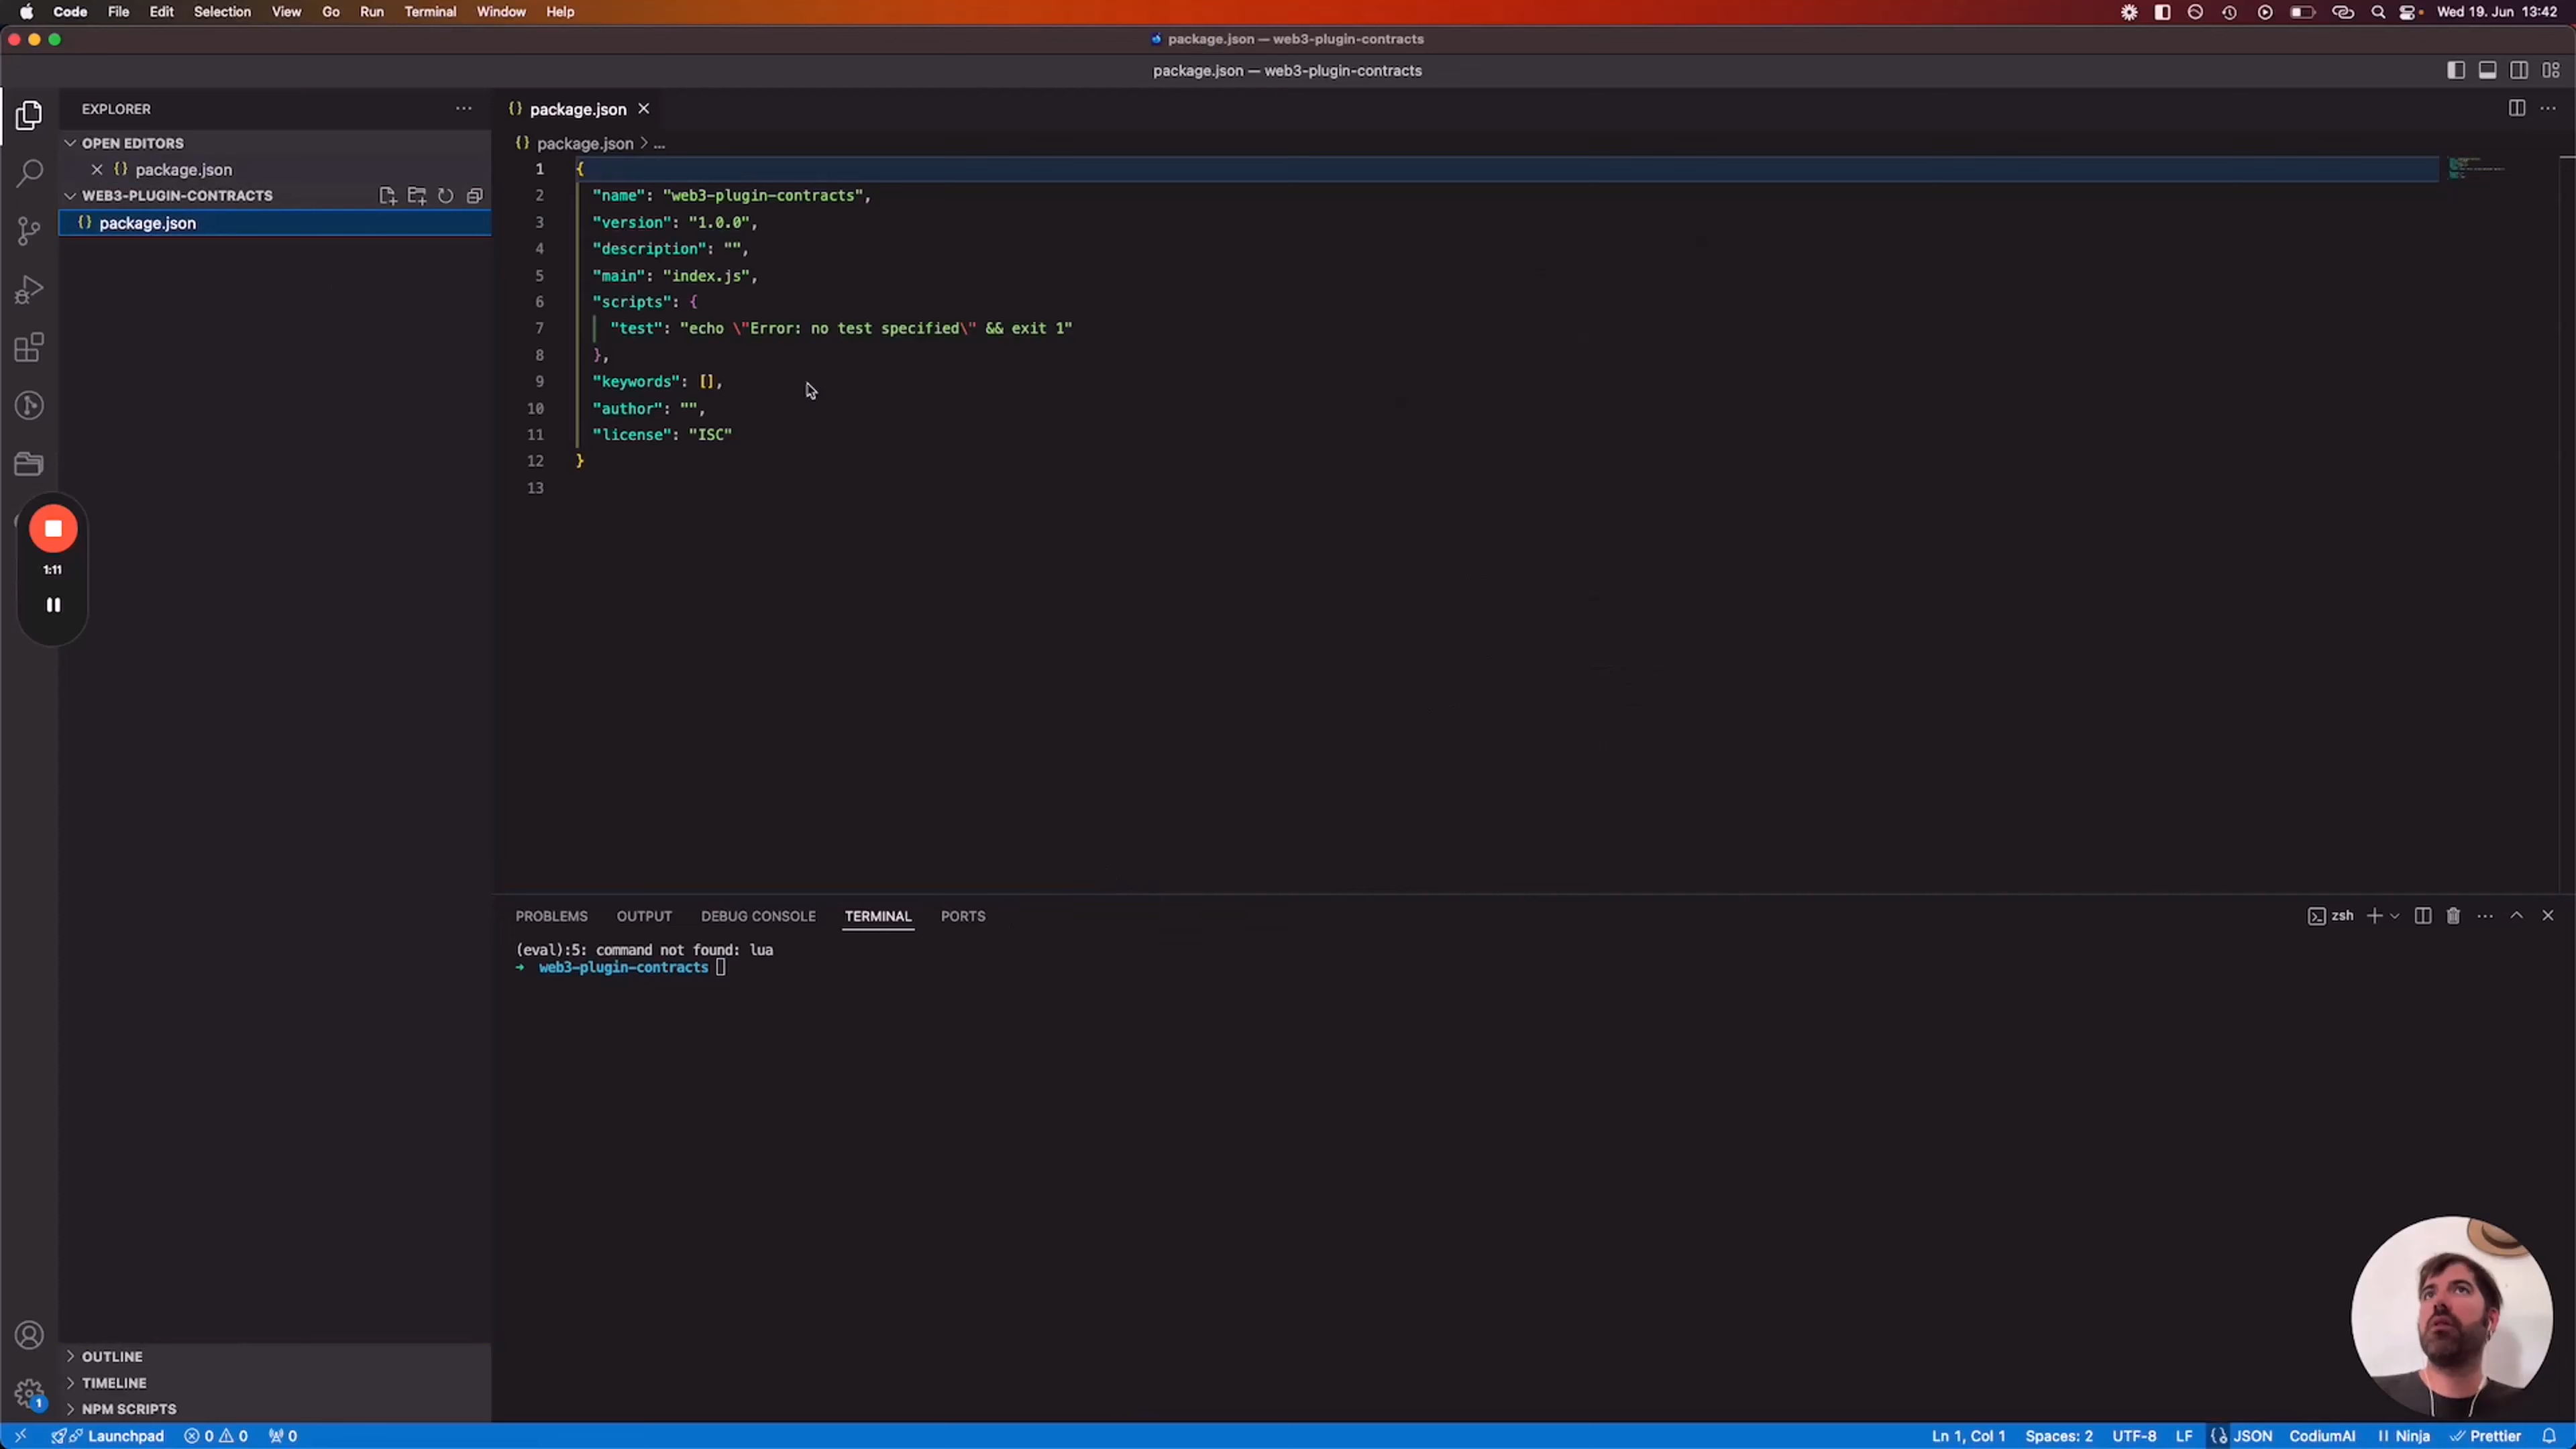 Code File Edit Selection View Go Run Terminal Window Help Wed 19. Jun 13:42
package.json — web3-plugin-contracts
package.json — web3-plugin-contracts
EXPLORER ...
OPEN EDITORS
{} package.json
WEB3-PLUGIN-CONTRACTS
{} package.json
1:11
OUTLINE
TIMELINE
NPM SCRIPTS
1
{} package.json
{} package.json > ...
1 {
2 "name": "web3-plugin-contracts",
3 "version": "1.0.0",
4 "description": "",
5 "main": "index.js",
6 "scripts": {
7 "test": "echo \"Error: no test specified\" && exit 1"
8 },
9 "keywords": [],
10 "author": "",
11 "license": "ISC"
12 }
13
PROBLEMS OUTPUT DEBUG CONSOLE TERMINAL PORTS zsh
(eval):5: command not found: lua
→ web3-plugin-contracts
Launchpad 0 0 0 Ln 1, Col 1 Spaces: 2 UTF-8 LF {} JSON CodiumAI Ninja Prettier